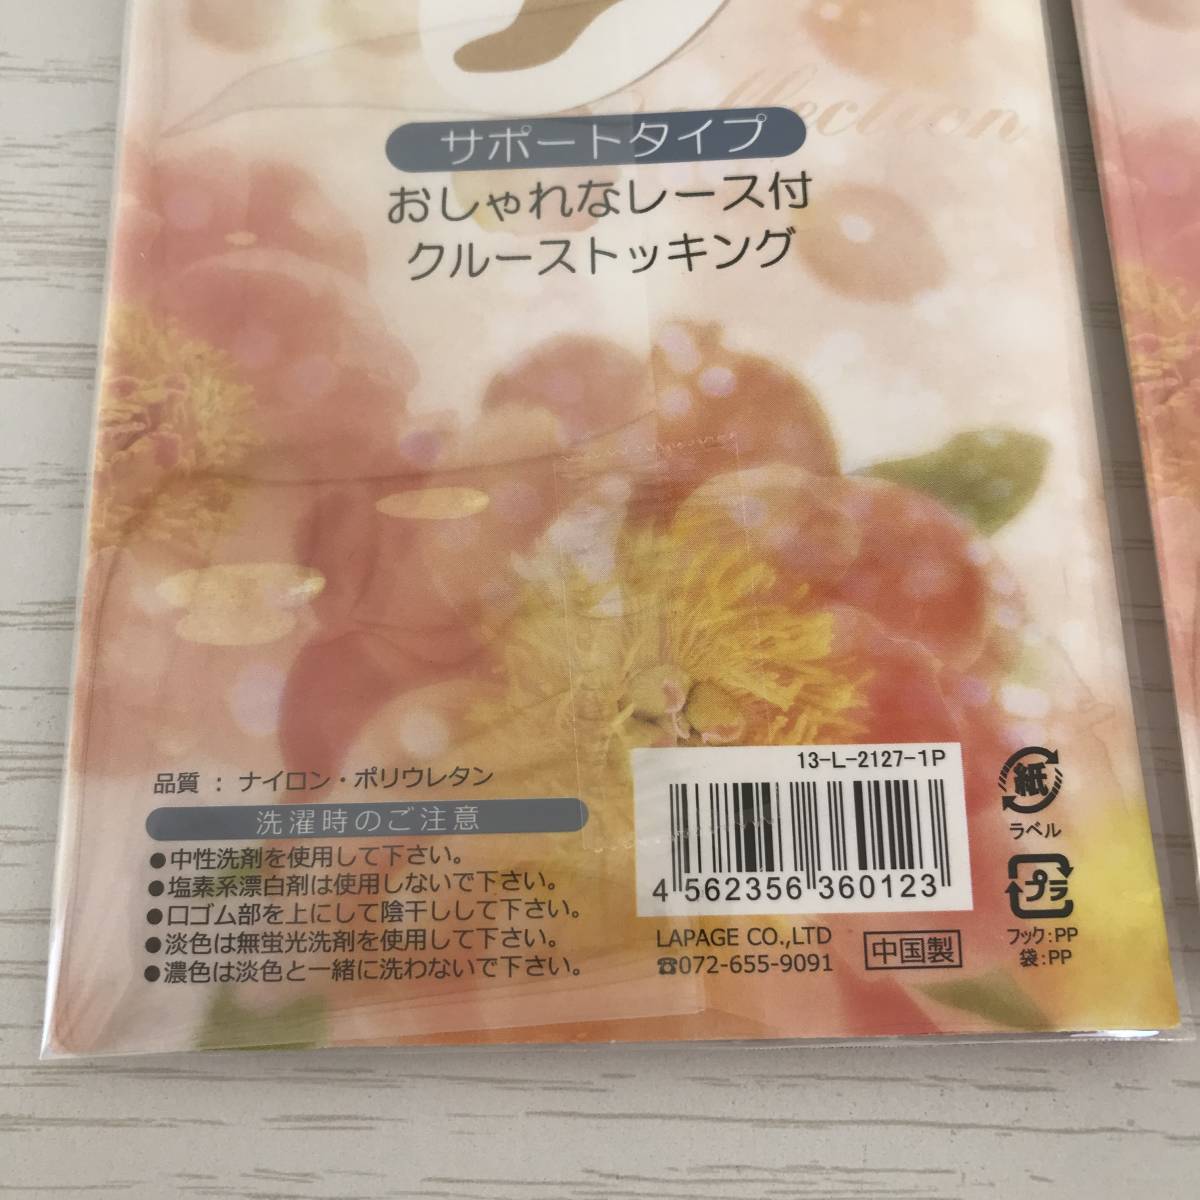 Collection
サポートタイプ
おしゃれなレース付
クルーストッキング
品質 : ナイロン・ポリウレタン
洗濯時のご注意
●中性洗剤を使用して下さい。
●塩素系漂白剤は使用しないで下さい。
●口ゴム部を上にして陰干しして下さい。
●淡色は無蛍光洗剤を使用して下さい。
●濃色は淡色と一緒に洗わないで下さい。
13-L-2127-1P
4 562356 360123
LAPAGE CO.,LTD
☎072-655-9091
中国製
紙
ラベル
プラ
フック:PP
袋:PP